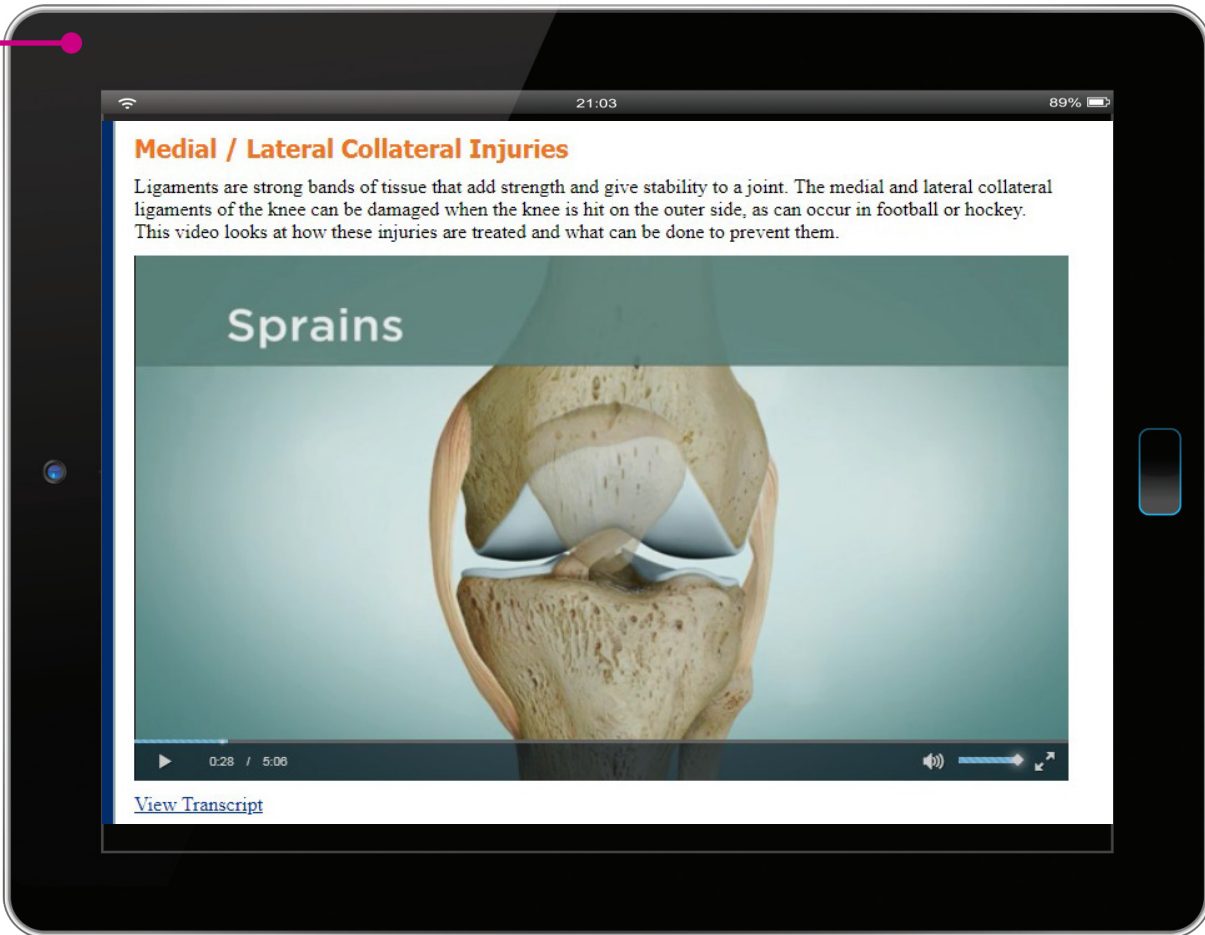 21:03
89%
Medial / Lateral Collateral Injuries
Ligaments are strong bands of tissue that add strength and give stability to a joint. The medial and lateral collateral
ligaments of the knee can be damaged when the knee is hit on the outer side, as can occur in football or hockey.
This video looks at how these injuries are treated and what can be done to prevent them.
Sprains
0:28 / 5:06
View Transcript